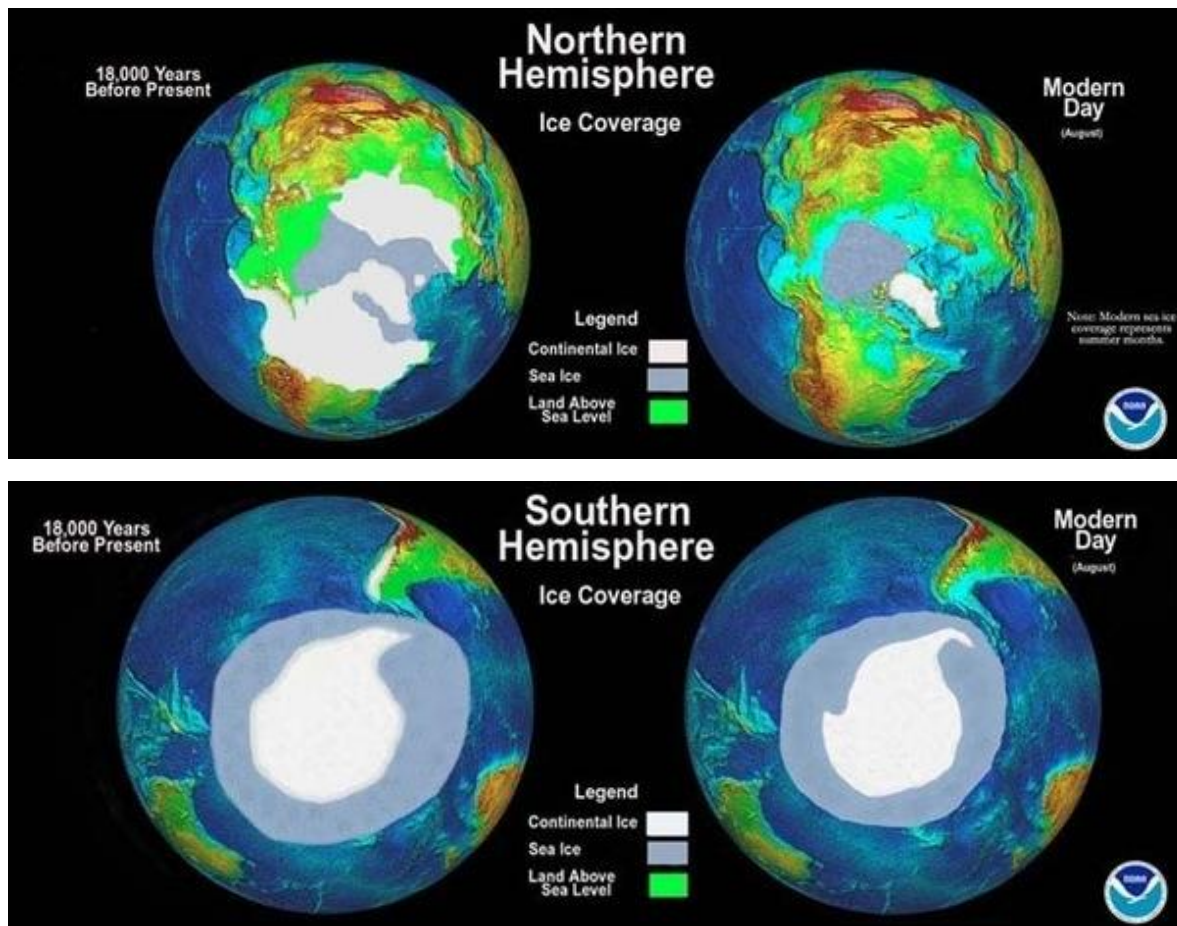 Northern
Hemisphere
Ice Coverage
18,000 Years
Before Present
Modern
Day
(August)
Legend
Continental Ice
Sea Ice
Land Above
Sea Level
Note: Modern sea ice
coverage represents
summer months.
noaa
Southern
Hemisphere
Ice Coverage
18,000 Years
Before Present
Modern
Day
(August)
Legend
Continental Ice
Sea Ice
Land Above
Sea Level
noaa